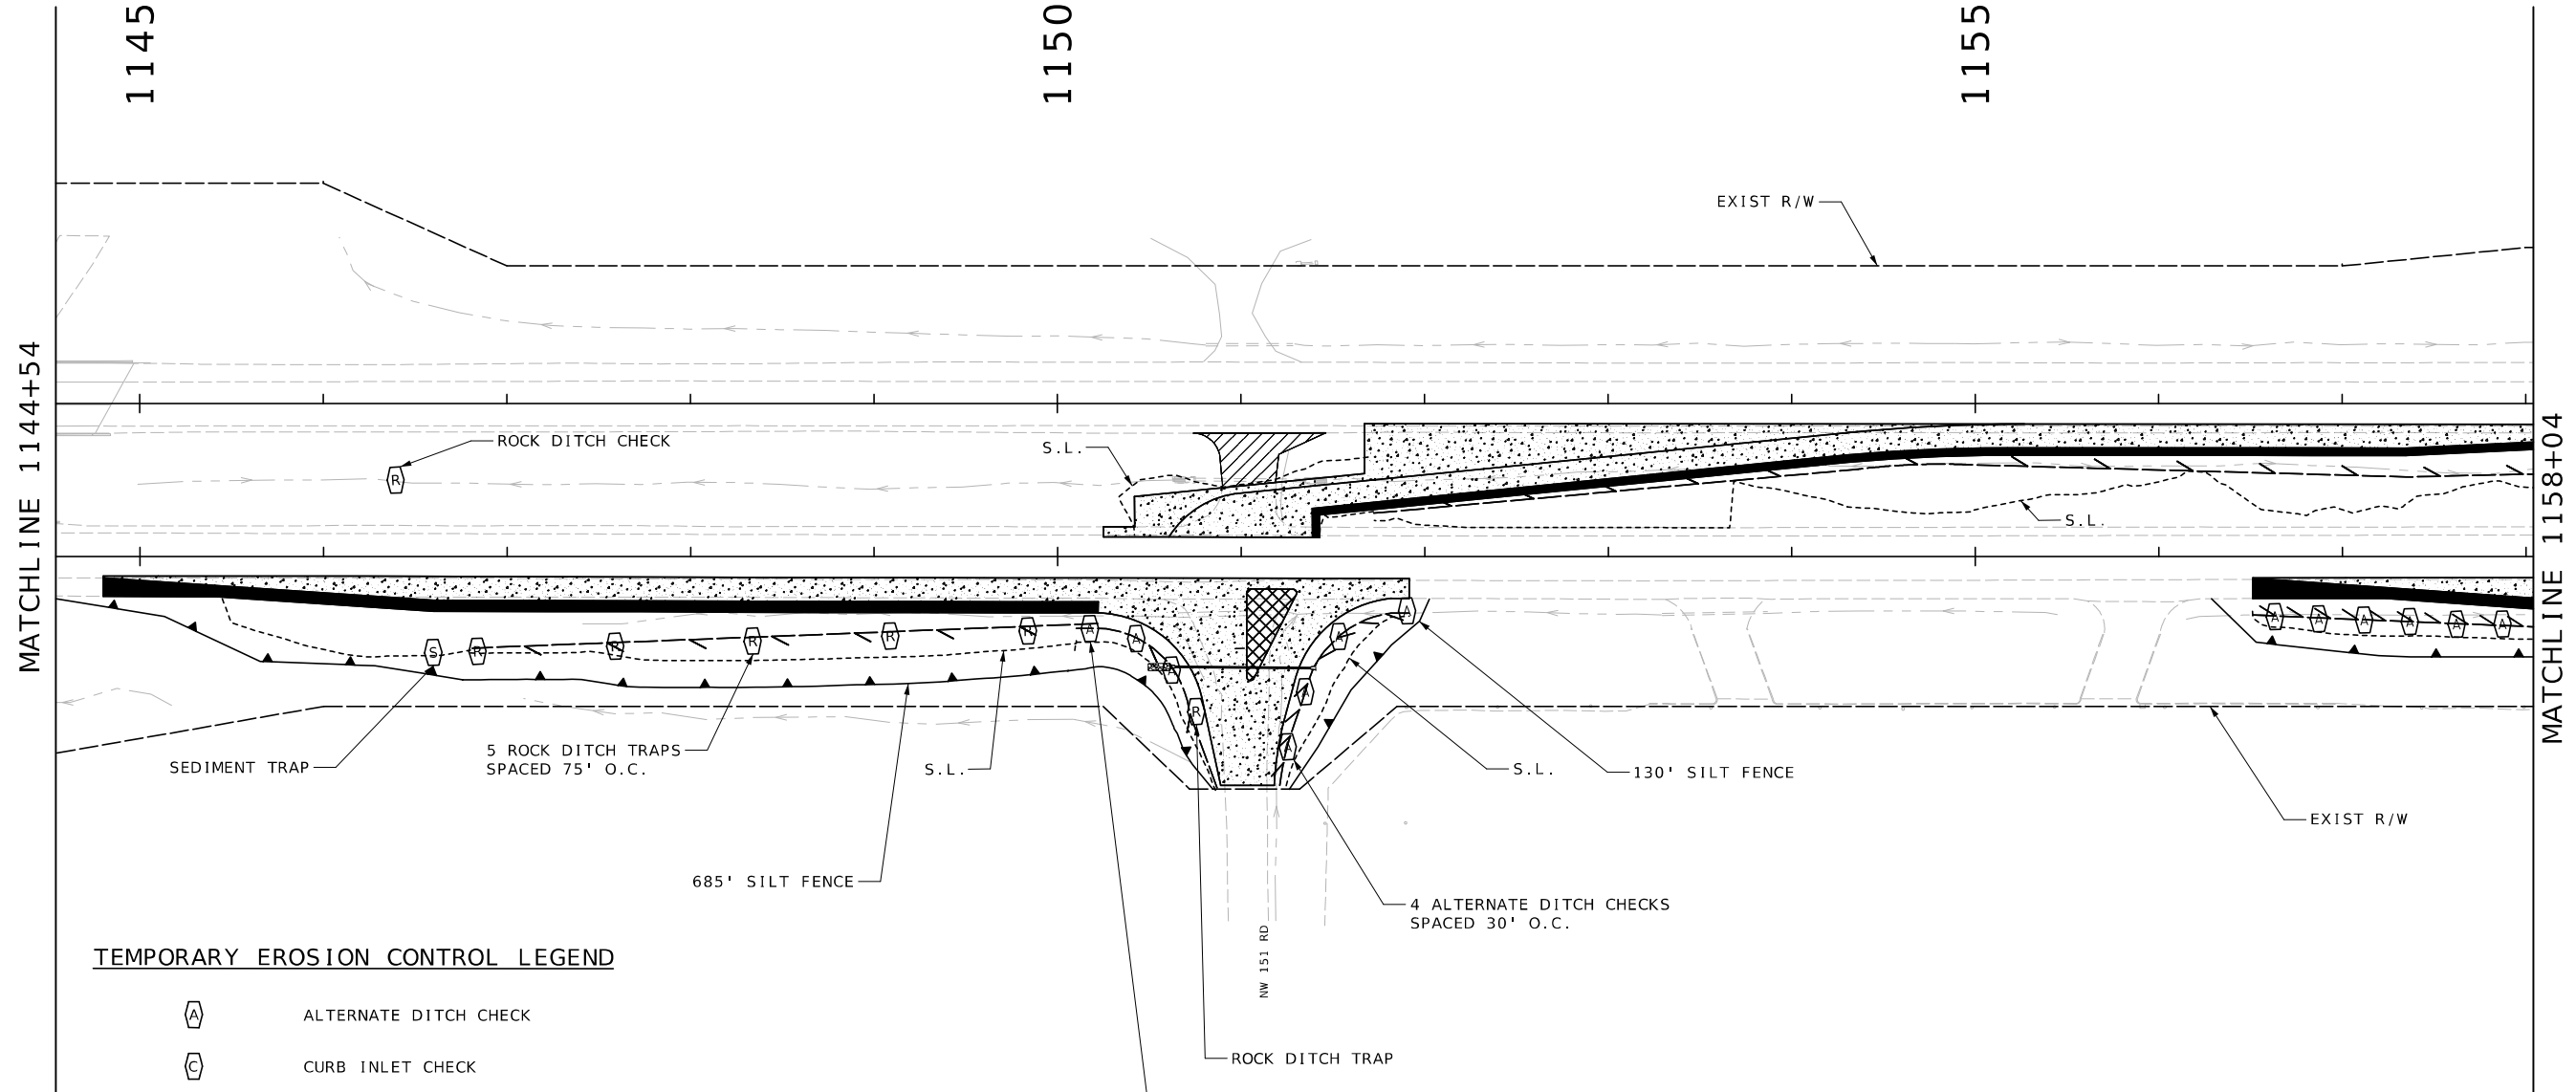 1145
1150
1155
EXIST R/W
MATCHLINE 1144+54
MATCHLINE 1158+04
ROCK DITCH CHECK
R
S.L.
S.L.
S
R
R
R
R
R
A
A
A
R
A
A
A
A
A
A
A
A
A
A
SEDIMENT TRAP
5 ROCK DITCH TRAPS
SPACED 75' O.C.
S.L.
S.L.
130' SILT FENCE
EXIST R/W
685' SILT FENCE
4 ALTERNATE DITCH CHECKS
SPACED 30' O.C.
NW 151 RD
ROCK DITCH TRAP
TEMPORARY EROSION CONTROL LEGEND
A ALTERNATE DITCH CHECK
C CURB INLET CHECK